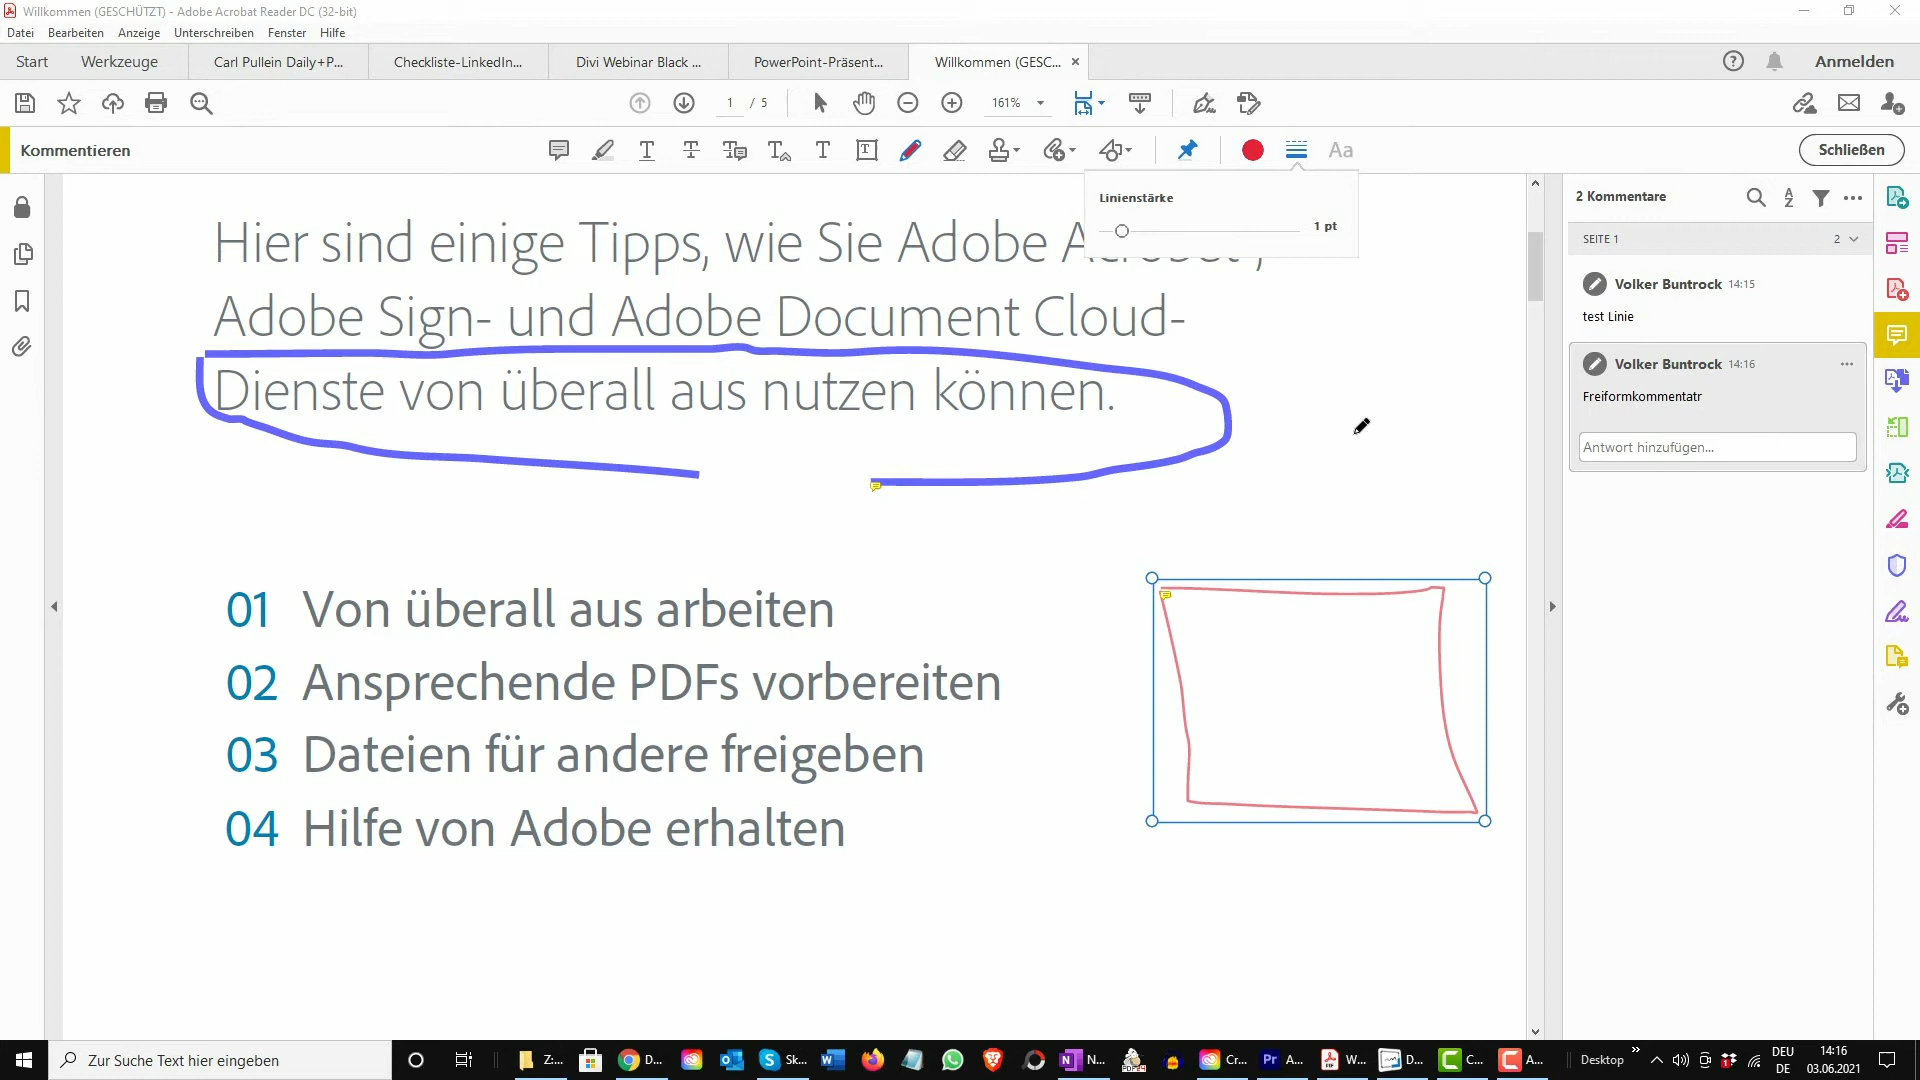 Willkommen (GESCHÜTZT) - Adobe Acrobat Reader DC (32-bit)
Datei Bearbeiten Anzeige Unterschreiben Fenster Hilfe
Start Werkzeuge Carl Pullein Daily+P... Checkliste-LinkedIn... Divi Webinar Black ... PowerPoint-Präsent... Willkommen (GESC... Anmelden
1 / 5 161%
Kommentieren Aa Schließen
Linienstärke
1 pt
Hier sind einige Tipps, wie Sie Adobe
Adobe Sign- und Adobe Document Cloud-
Dienste von überall aus nutzen können.
01 Von überall aus arbeiten
02 Ansprechende PDFs vorbereiten
03 Dateien für andere freigeben
04 Hilfe von Adobe erhalten
2 Kommentare
SEITE 1 2
Volker Buntrock 14:15
test Linie
Volker Buntrock 14:16
Freiformkommentatr
Antwort hinzufügen...
Zur Suche Text hier eingeben Z:... D... Sk... N... Cr... A... W... D... C... A... Desktop DEU 14:16
DE 03.06.2021